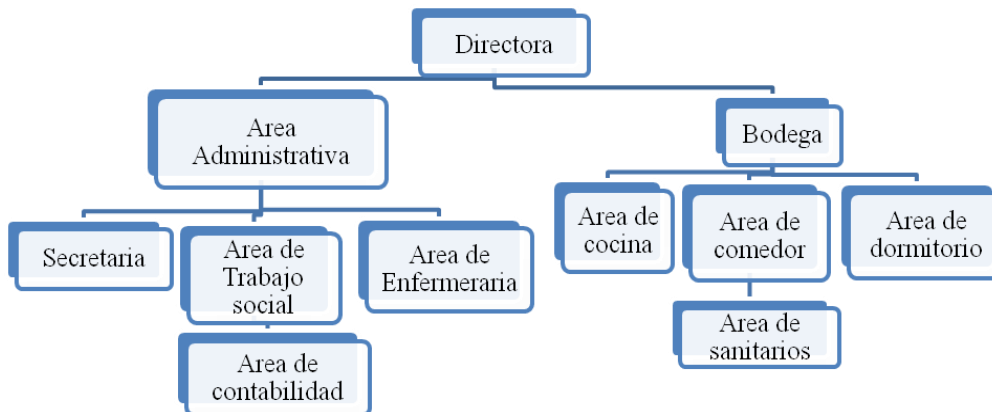 Directora
Area
Administrativa
Bodega
Secretaria
Area de
Trabajo
social
Area de
Enfermeraria
Area de
cocina
Area de
comedor
Area de
dormitorio
Area de
contabilidad
Area de
sanitarios